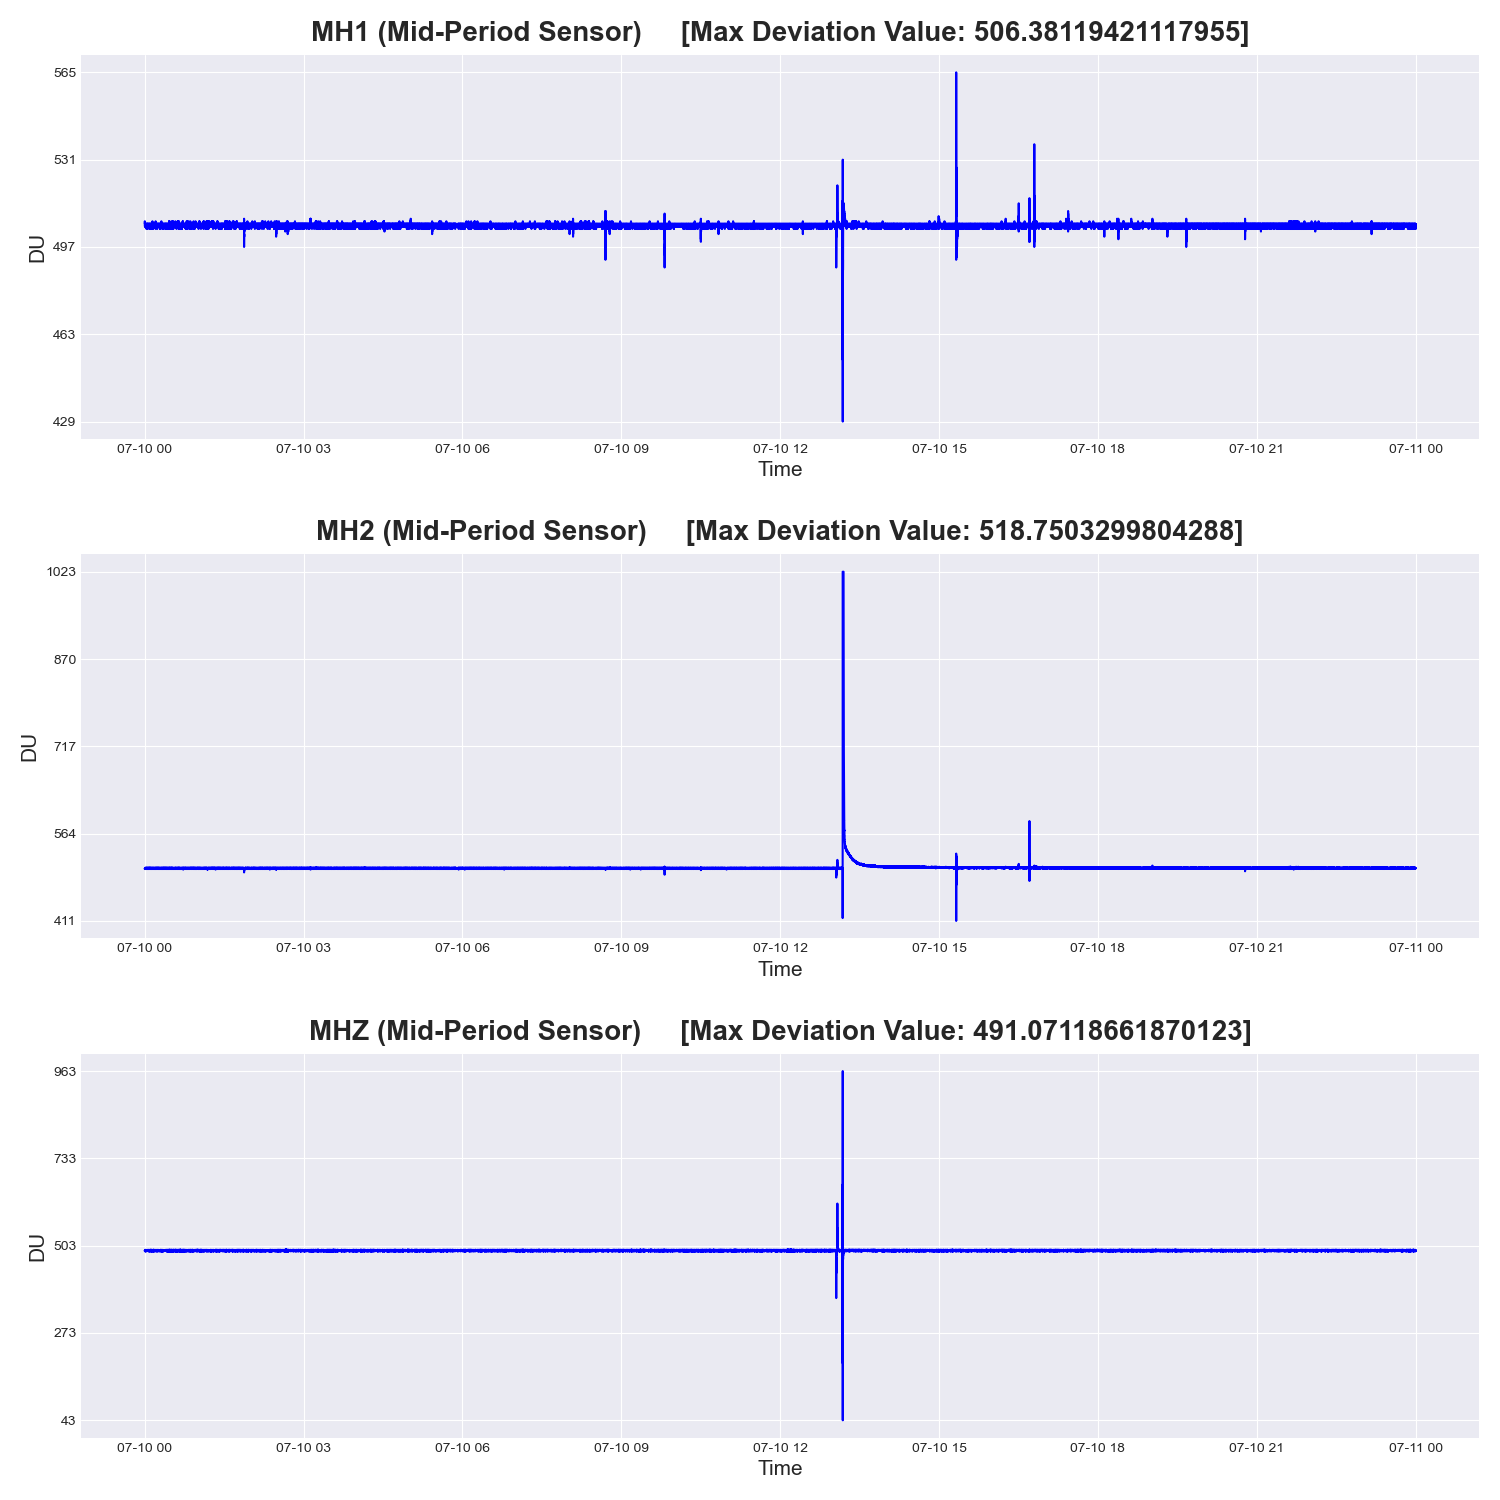 MH1 (Mid-Period Sensor) [Max Deviation Value: 506.38119421117955]
565
531
497
463
429
DU
07-10 00 07-10 03 07-10 06 07-10 09 07-10 12 07-10 15 07-10 18 07-10 21 07-11 00
Time
MH2 (Mid-Period Sensor) [Max Deviation Value: 518.7503299804288]
1023
870
717
564
411
DU
07-10 00 07-10 03 07-10 06 07-10 09 07-10 12 07-10 15 07-10 18 07-10 21 07-11 00
Time
MHZ (Mid-Period Sensor) [Max Deviation Value: 491.07118661870123]
963
733
503
273
43
DU
07-10 00 07-10 03 07-10 06 07-10 09 07-10 12 07-10 15 07-10 18 07-10 21 07-11 00
Time